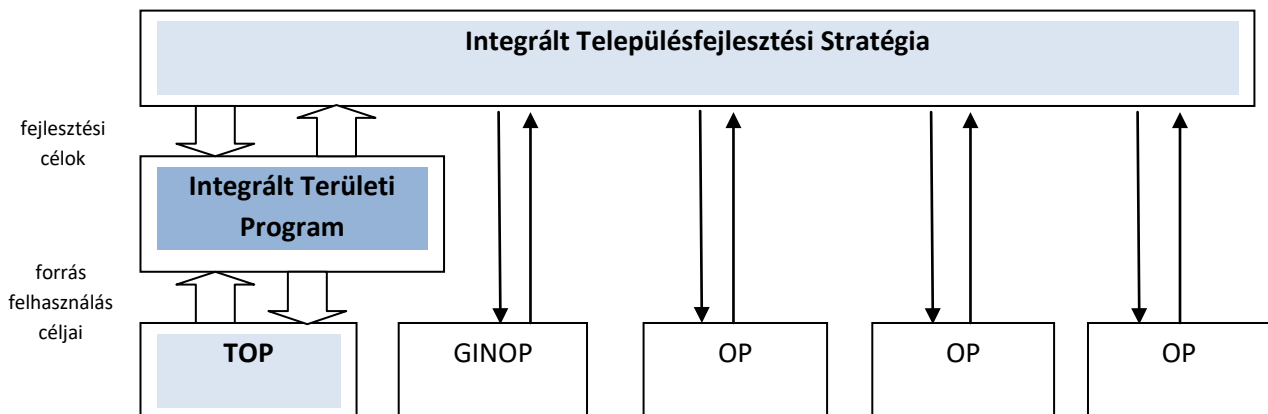 Integrált Településfejlesztési Stratégia
fejlesztési
célok
Integrált Területi
Program
forrás
felhasználás
céljai
TOP
GINOP
OP
OP
OP